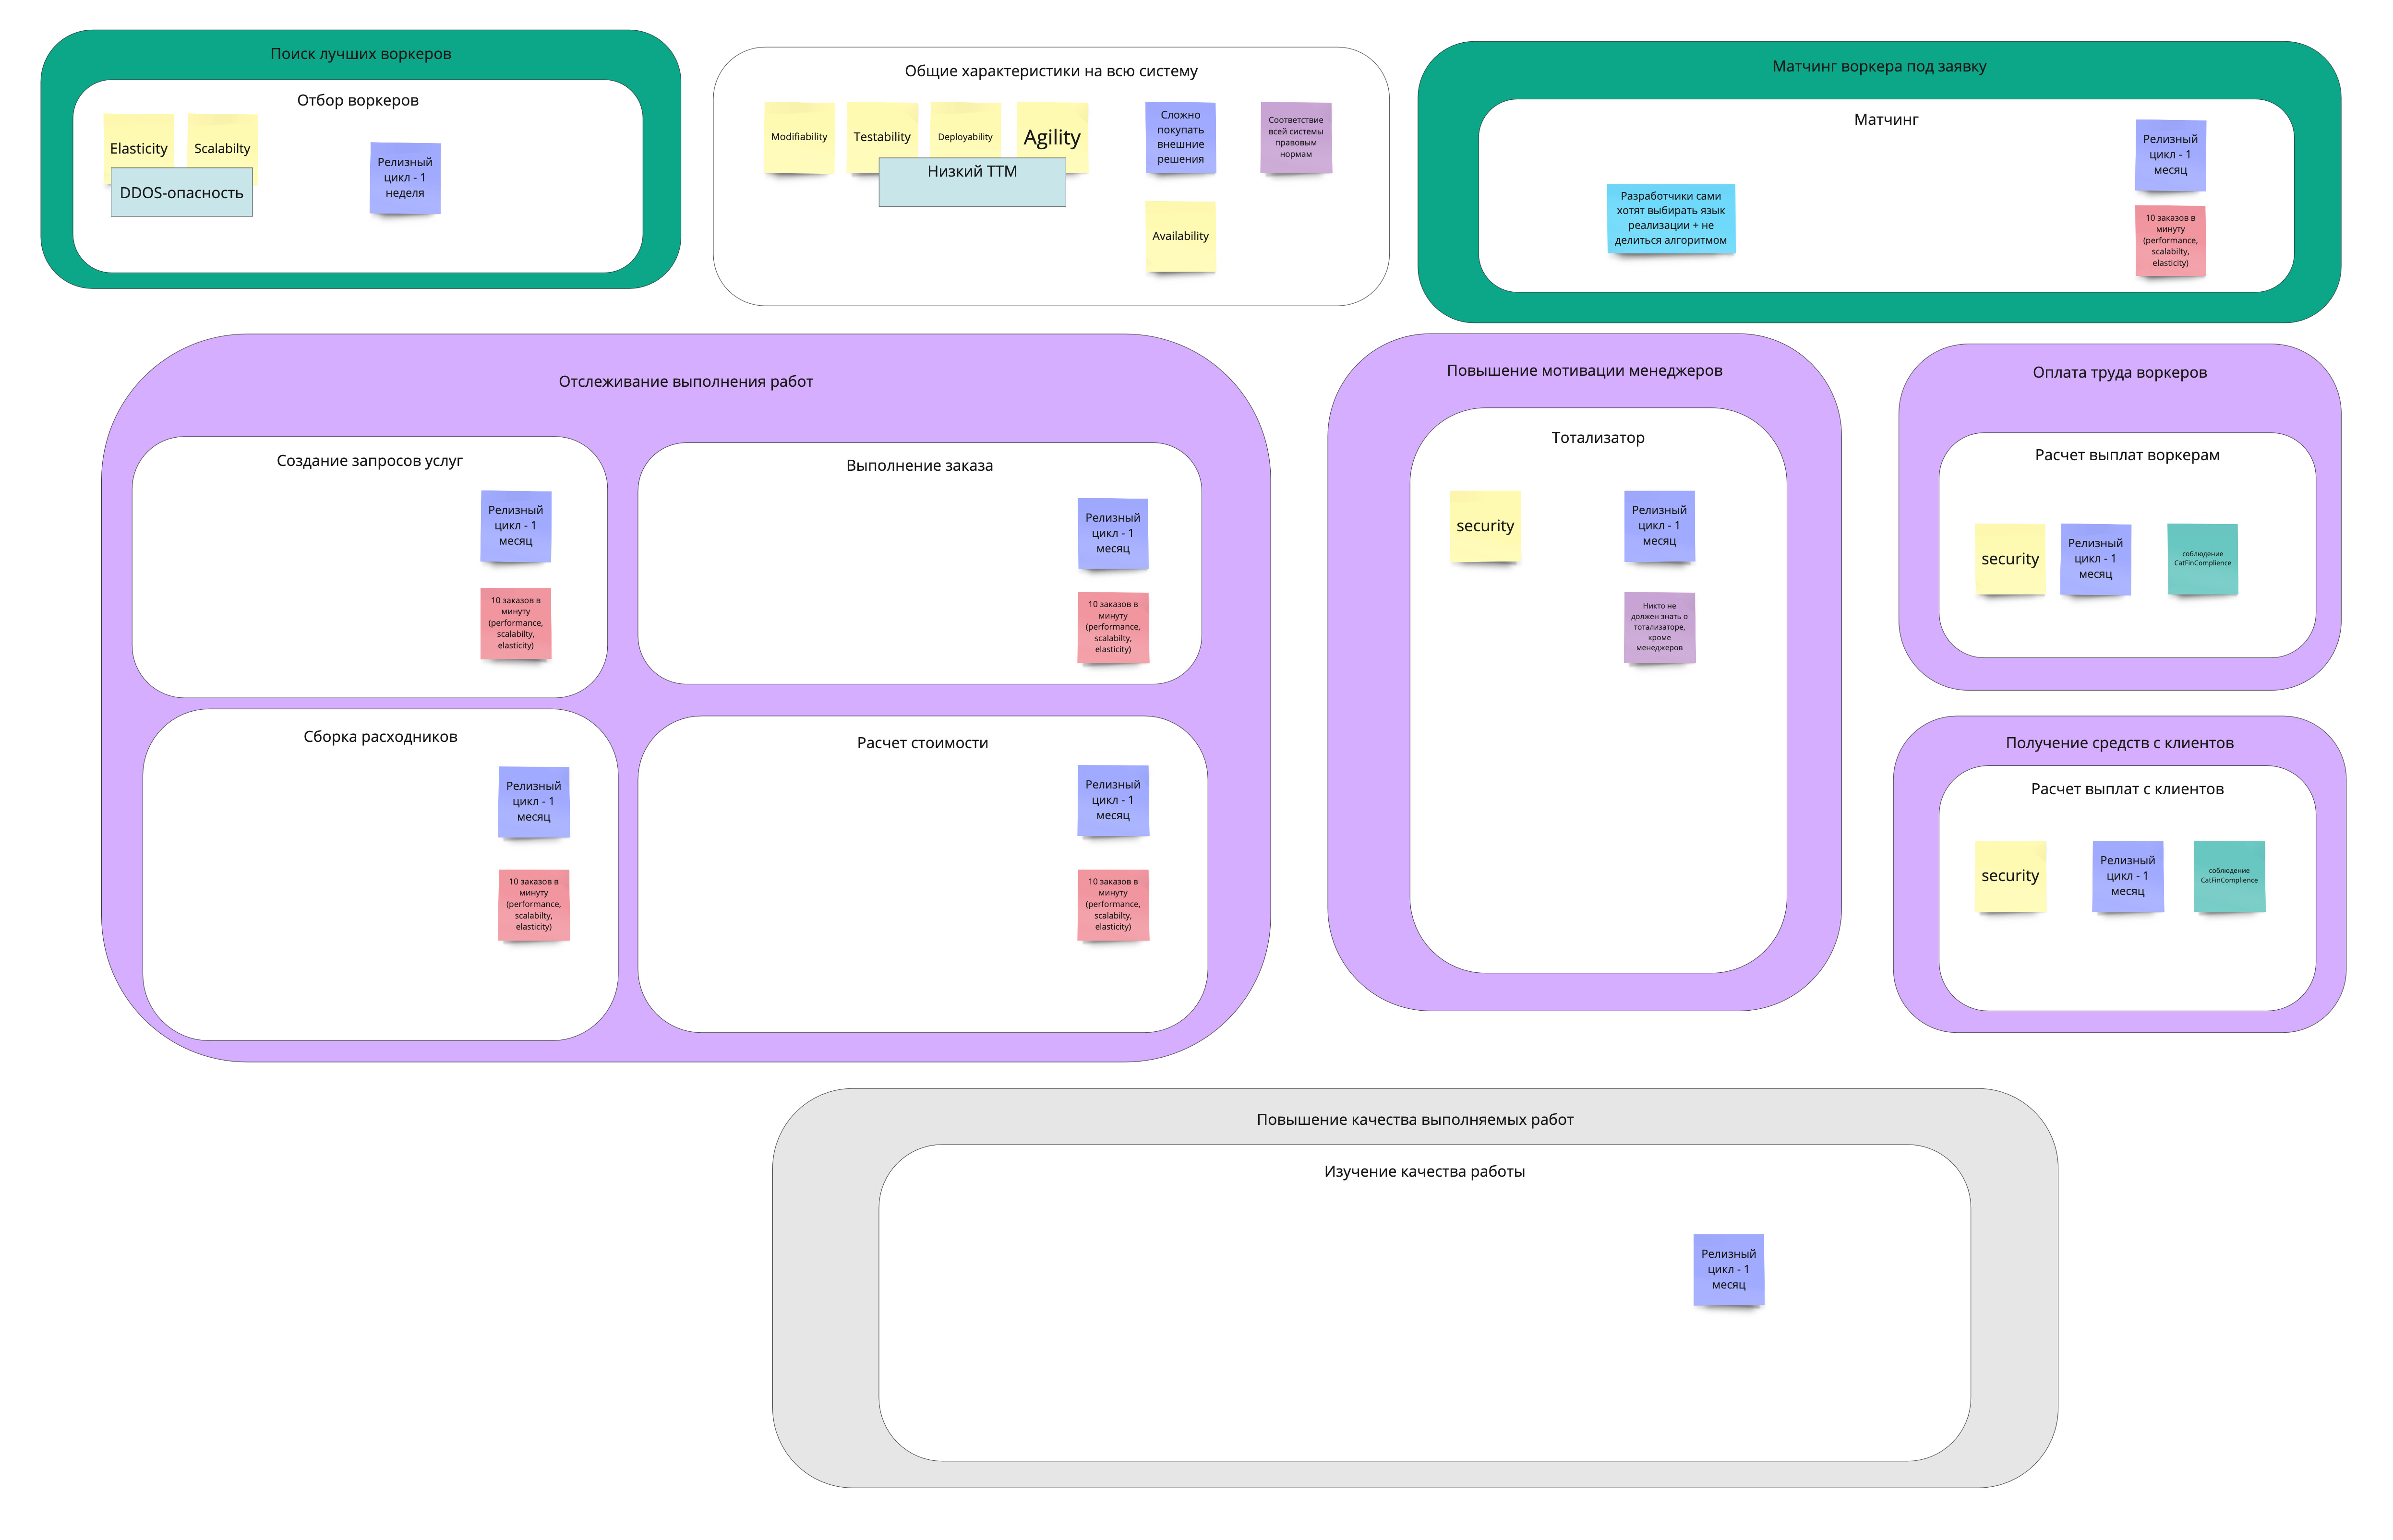 Поиск лучших воркеров
Отбор воркеров
Elasticity
Scalabilty
DDOS-опасность
Релизный
цикл - 1
неделя
Общие характеристики на всю систему
Modifiability
Testability
Deployability
Agility
Низкий ТТМ
Сложно
покупать
внешние
решения
Соответствие
всей системы
правовым
нормам
Availability
Матчинг воркера под заявку
Матчинг
Разработчики сами
хотят выбирать язык
реализации + не
делиться алгоритмом
Релизный
цикл - 1
месяц
10 заказов в
минуту
(performance,
scalabilty,
elasticity)
Отслеживание выполнения работ
Создание запросов услуг
Релизный
цикл - 1
месяц
10 заказов в
минуту
(performance,
scalabilty,
elasticity)
Выполнение заказа
Релизный
цикл - 1
месяц
10 заказов в
минуту
(performance,
scalabilty,
elasticity)
Сборка расходников
Релизный
цикл - 1
месяц
10 заказов в
минуту
(performance,
scalabilty,
elasticity)
Расчет стоимости
Релизный
цикл - 1
месяц
10 заказов в
минуту
(performance,
scalabilty,
elasticity)
Повышение мотивации менеджеров
Тотализатор
security
Релизный
цикл - 1
месяц
Никто не
должен знать о
тотализаторе,
кроме
менеджеров
Оплата труда воркеров
Расчет выплат воркерам
security
Релизный
цикл - 1
месяц
соблюдение
CatFinComplience
Получение средств с клиентов
Расчет выплат с клиентов
security
Релизный
цикл - 1
месяц
соблюдение
CatFinComplience
Повышение качества выполняемых работ
Изучение качества работы
Релизный
цикл - 1
месяц